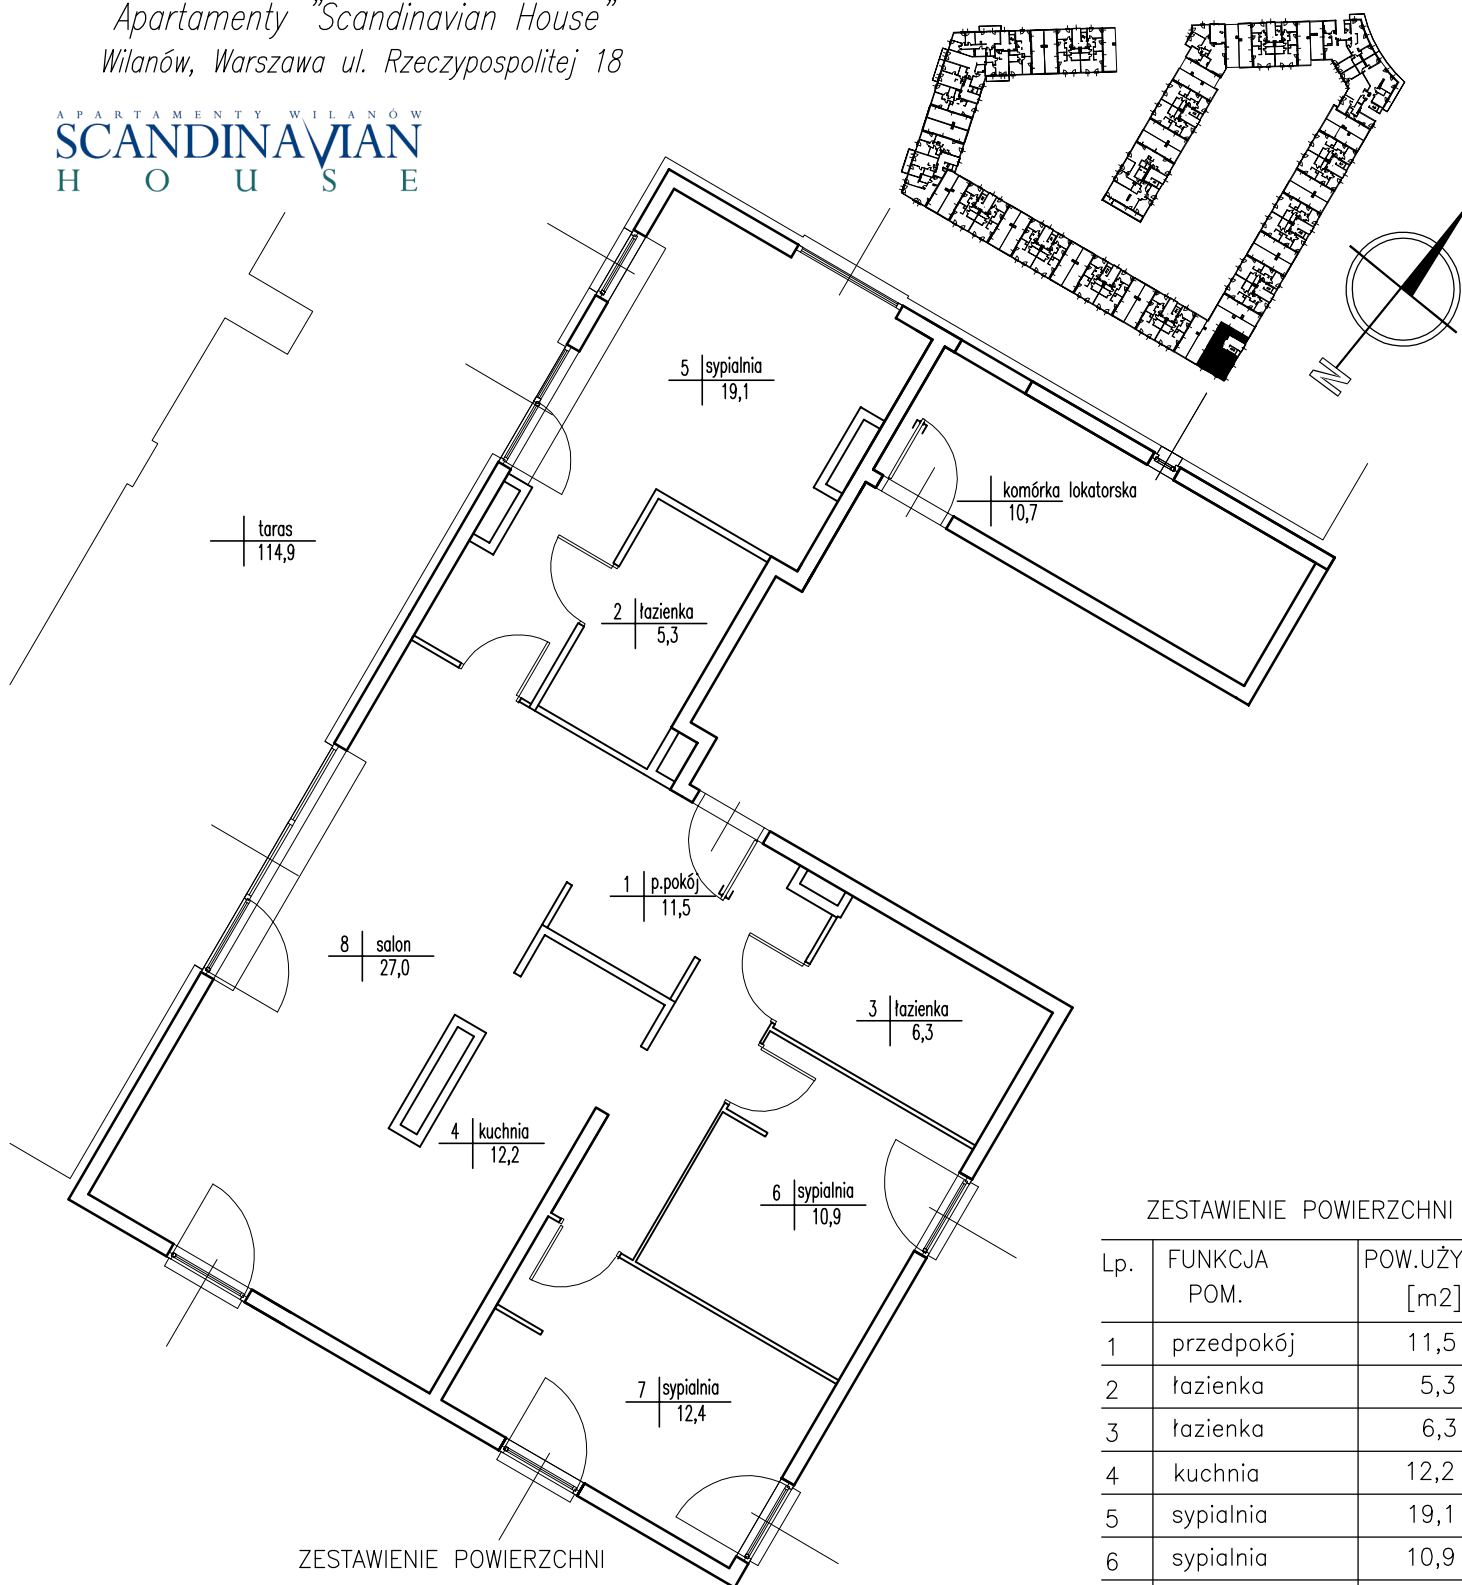 Apartamenty "Scandinavian House"
Wilanów, Warszawa ul. Rzeczypospolitej 18
APARTAMENTY WILANÓW
SCANDINAVIAN
HOUSE
N
5 sypialnia
19,1
komórka lokatorska
10,7
taras
114,9
2 łazienka
5,3
1 p.pokój
11,5
8 salon
27,0
3 łazienka
6,3
4 kuchnia
12,2
6 sypialnia
10,9
7 sypialnia
12,4
ZESTAWIENIE POWIERZCHNI
ZESTAWIENIE POWIERZCHNI
Lp. FUNKCJA POW.UŻY
POM. [m2]
1 przedpokój 11,5
2 łazienka 5,3
3 łazienka 6,3
4 kuchnia 12,2
5 sypialnia 19,1
6 sypialnia 10,9